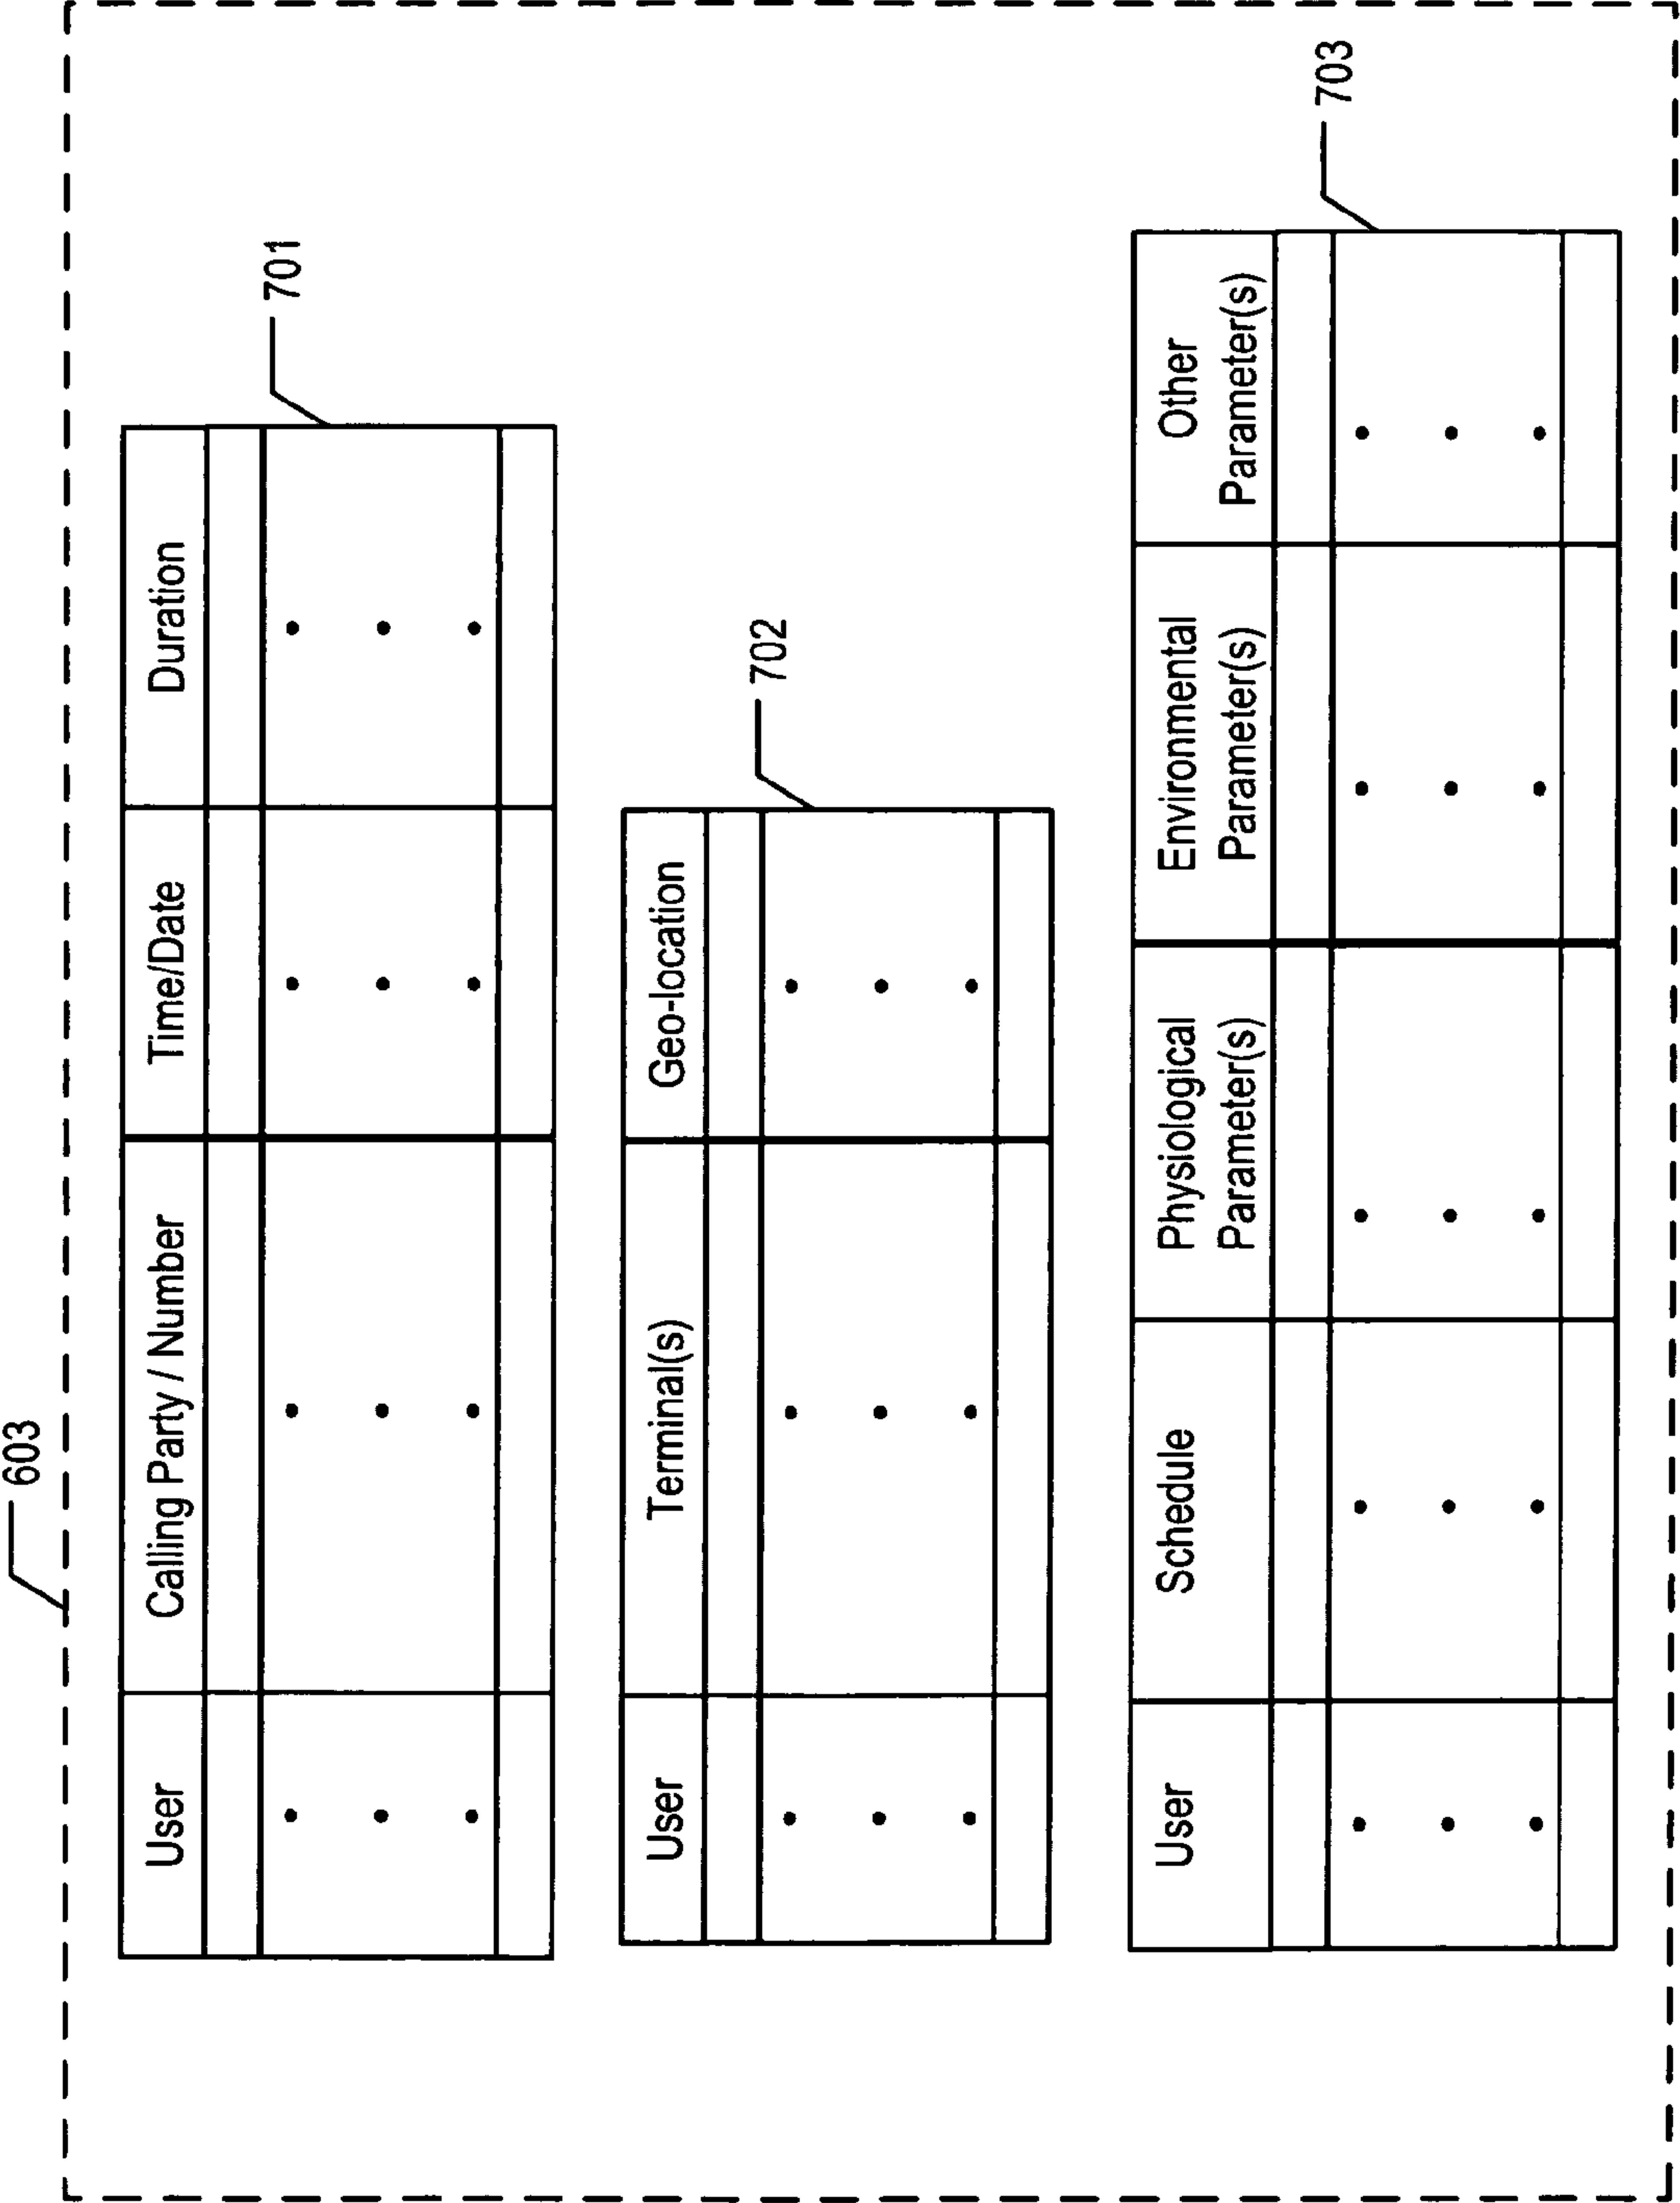 603
User Calling Party / Number Time/Date Duration
701
User Terminal(s) Geo-location
702
User Schedule Physiological Environmental Other
Parameter(s) Parameter(s) Parameter(s)
703